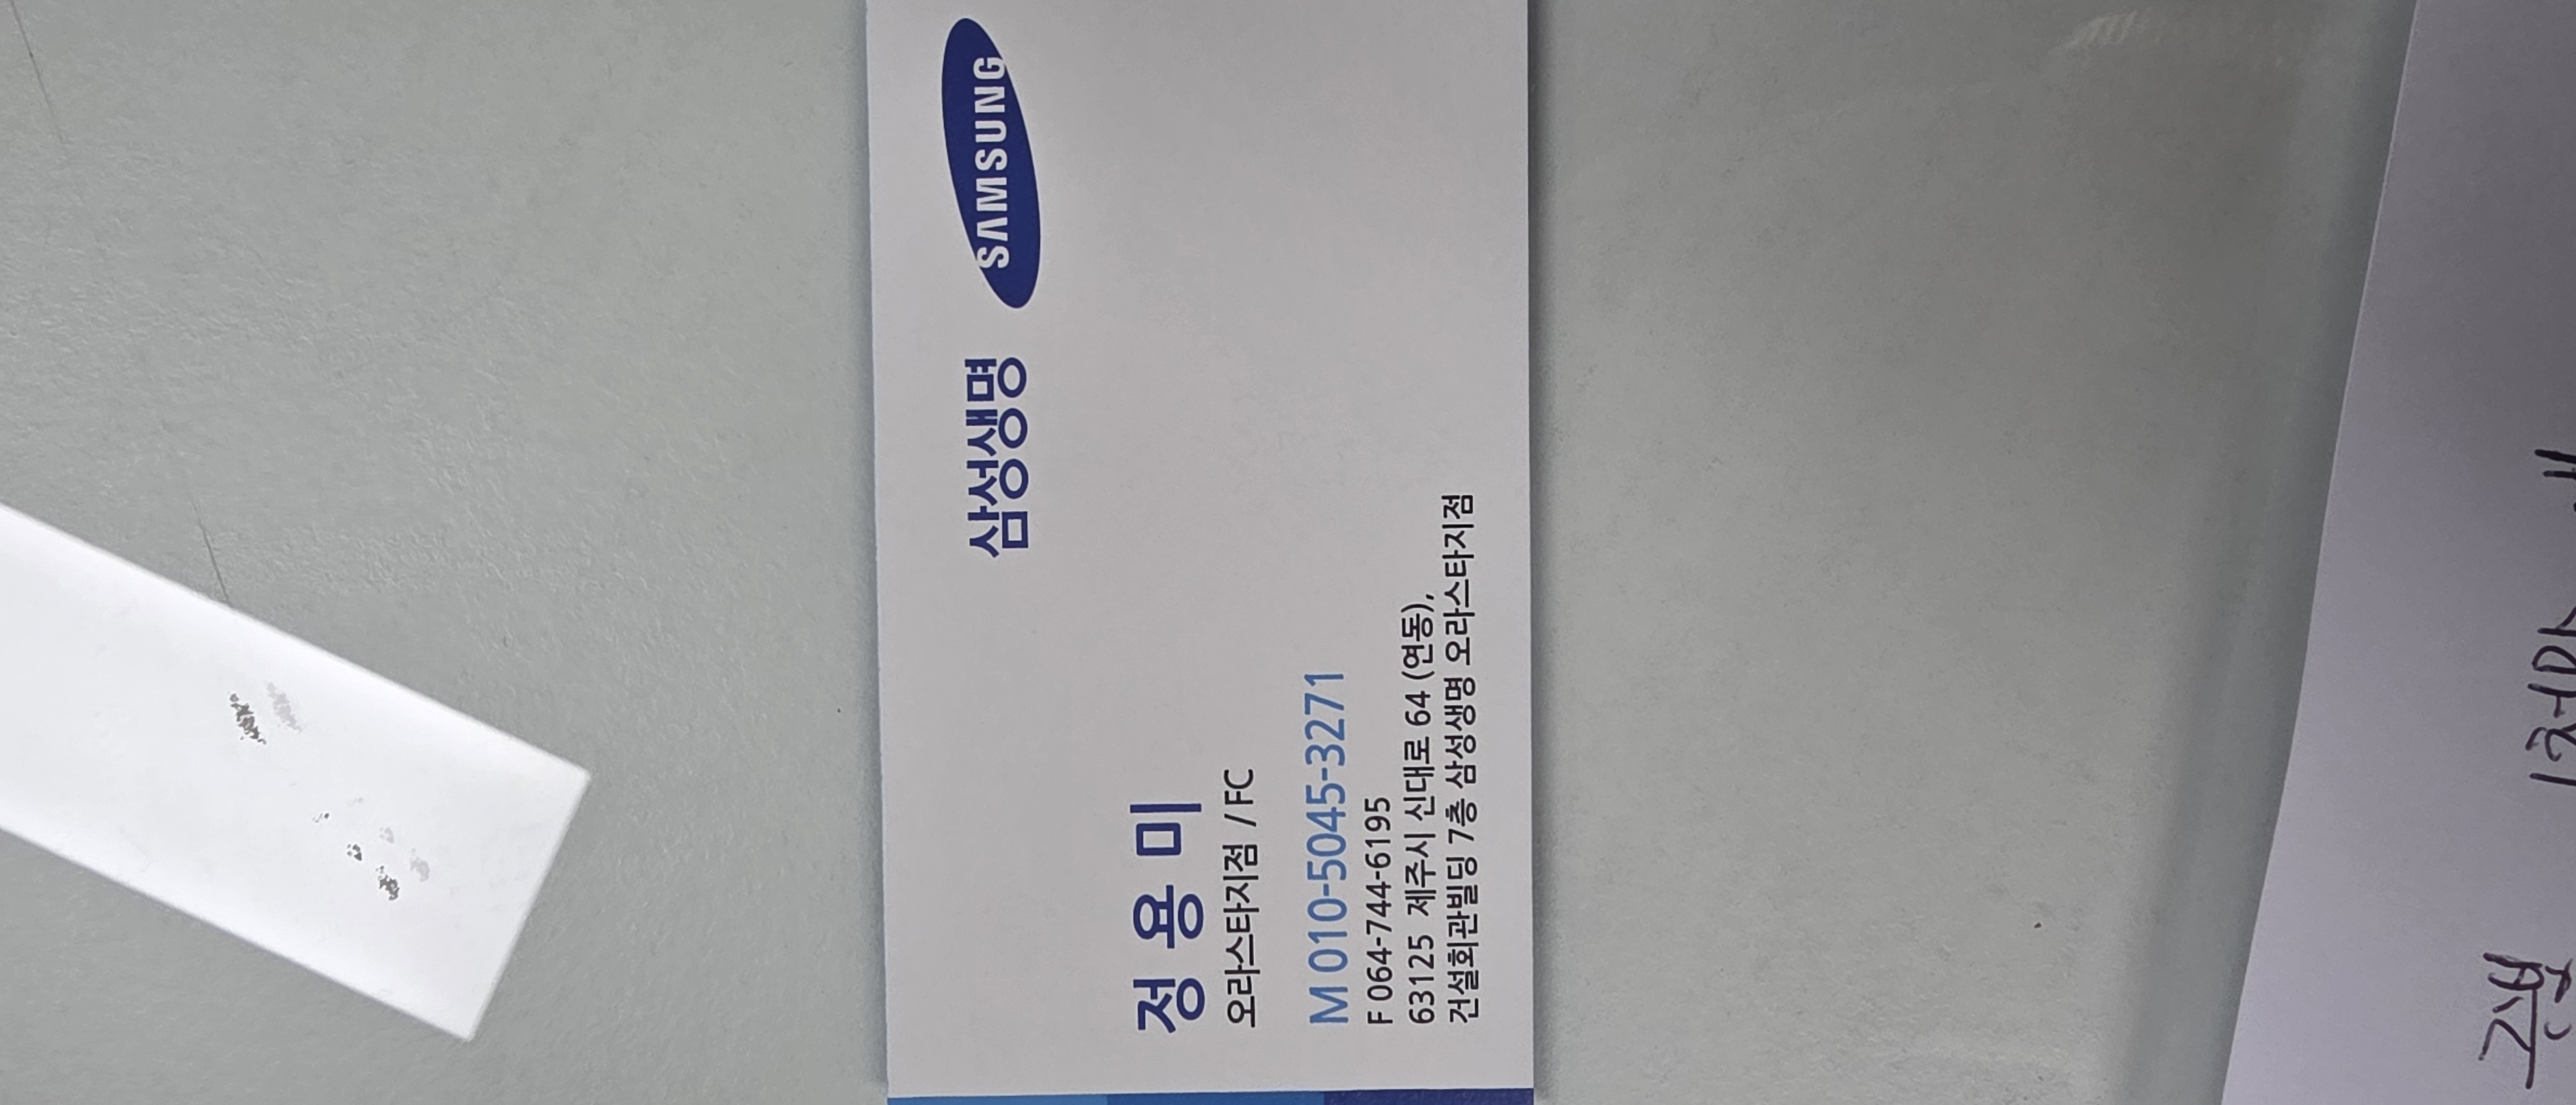 삼성생명 SAMSUNG
정용미
오라스타지점 / FC
M 010-5045-3271
F 064-744-6195
63125 제주시 신대로 64 (연동),
건설회관빌딩 7층 삼성생명 오라스타지점